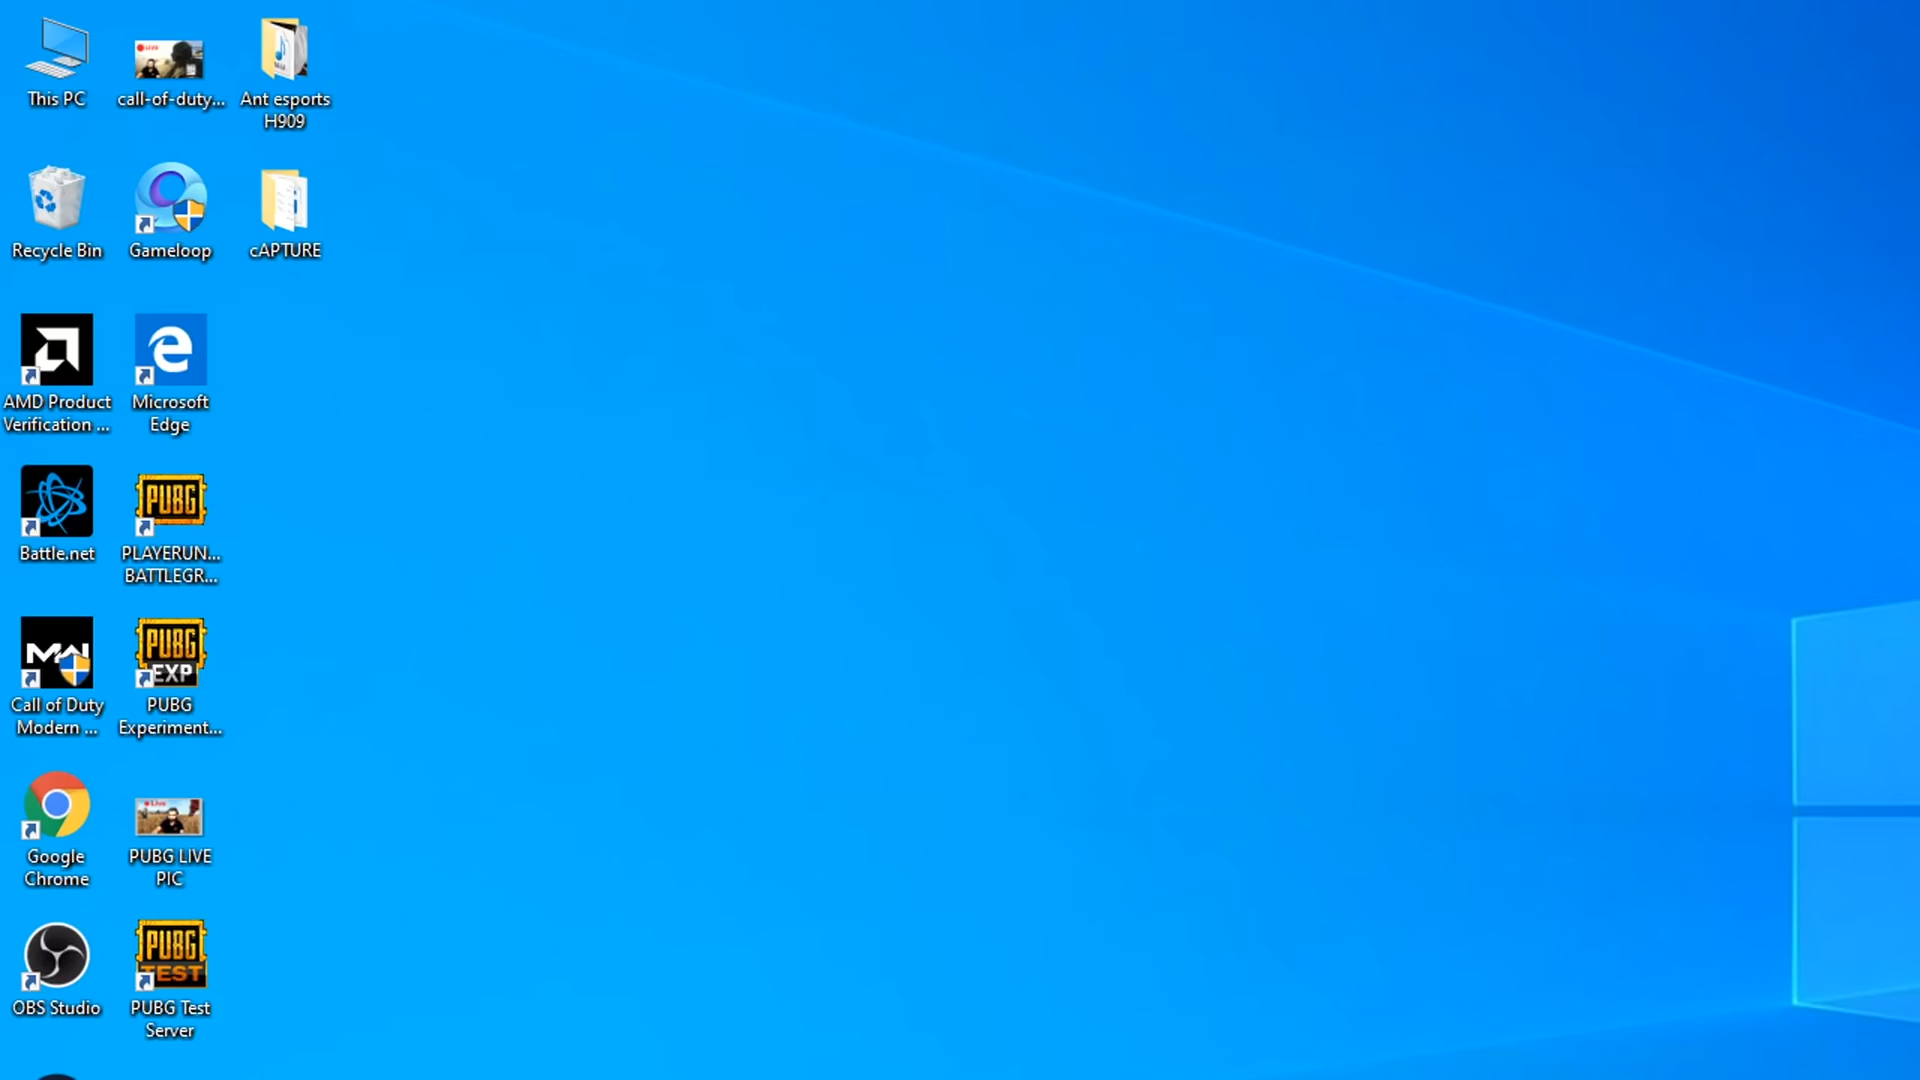 This PC
call-of-duty...
Ant esports
H909
Recycle Bin
Gameloop
cAPTURE
AMD Product
Verification ...
Microsoft
Edge
Battle.net
PUBG
PLAYERUN...
BATTLEGR...
MW
Call of Duty
Modern ...
PUBG
EXP
PUBG
Experiment...
Google
Chrome
Live
PUBG LIVE
PIC
OBS Studio
PUBG
TEST
PUBG Test
Server